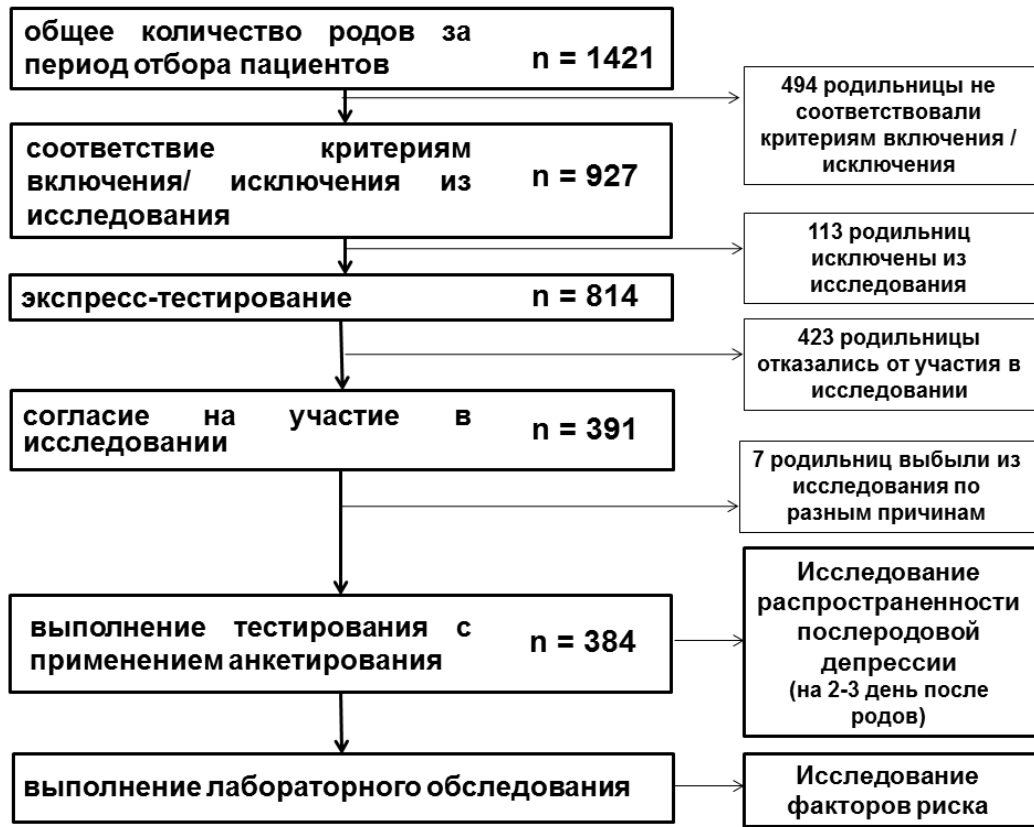 общее количество родов за
период отбора пациентов
n = 1421
494 родильницы не
соответствовали
критериям включения /
исключения
соответствие критериям
включения/ исключения из
исследования
n = 927
113 родильниц
исключены из
исследования
экспресс-тестирование
n = 814
423 родильницы
отказались от участия в
исследовании
согласие на участие в
исследовании
n = 391
7 родильниц выбыли из
исследования по
разным причинам
выполнение тестирования с
применением анкетирования
n = 384
Исследование
распространенности
послеродовой
депрессии
(на 2-3 день после
родов)
выполнение лабораторного обследования
Исследование
факторов риска